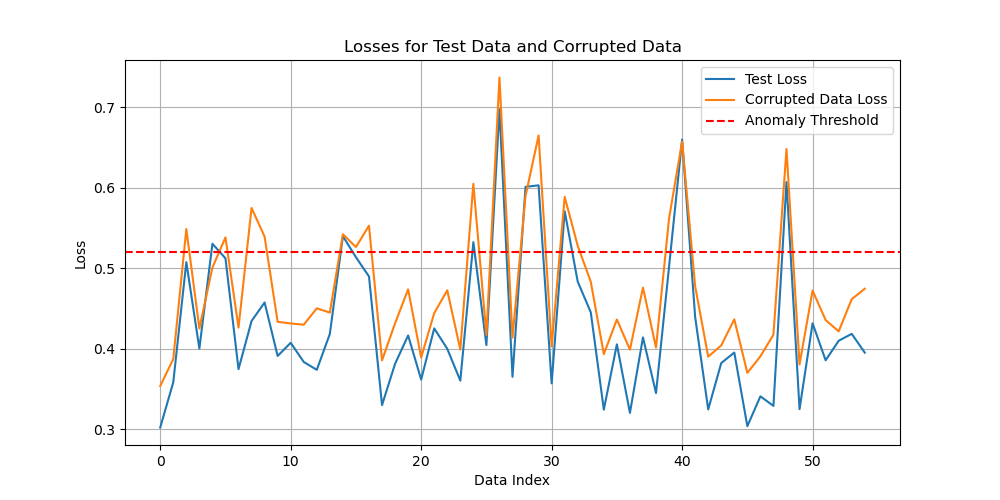 Losses for Test Data and Corrupted Data
Test Loss
Corrupted Data Loss
Anomaly Threshold
0.7
0.6
0.5
0.4
0.3
Loss
0 10 20 30 40 50
Data Index